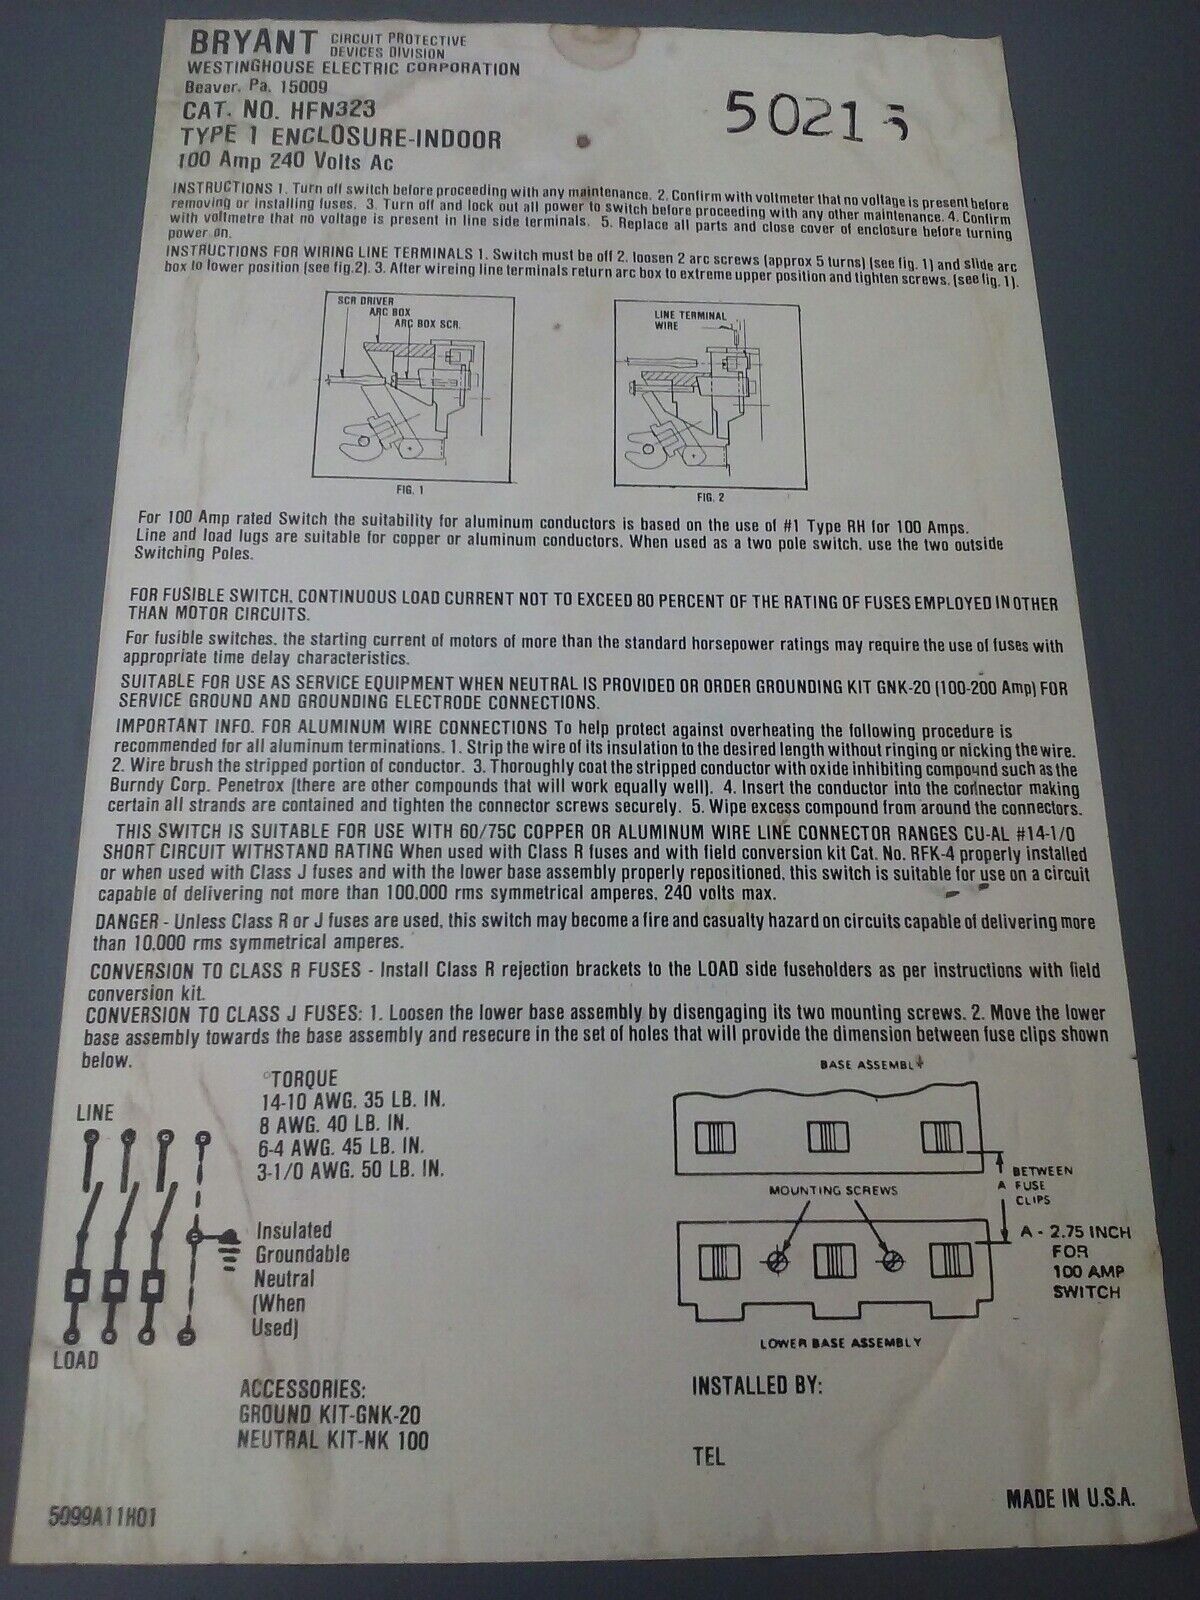 BRYANT CIRCUIT PROTECTIVE
DEVICES DIVISION
WESTINGHOUSE ELECTRIC CORPORATION
Beaver, Pa. 15009
CAT. NO. HFN323
TYPE 1 ENCLOSURE-INDOOR
100 Amp 240 Volts Ac
5021
INSTRUCTIONS 1. Turn off switch before proceeding with any maintenance. 2. Confirm with voltmeter that no voltage is present before
removing or installing fuses. 3. Turn off and lock out all power to switch before proceeding with any other maintenance. 4. Confirm
with voltmetre that no voltage is present in line side terminals. 5. Replace all parts and close cover of enclosure before turning
power on.
INSTRUCTIONS FOR WIRING LINE TERMINALS 1. Switch must be off 2. loosen 2 arc screws (approx 5 turns) (see fig. 1) and slide arc
box to lower position (see fig.2). 3. After wireing line terminals return arc box to extreme upper position and tighten screws. (see fig. 1).
SCR DRIVER
ARC BOX
ARC BOX SCR.
FIG. 1
LINE TERMINAL
WIRE
FIG. 2
For 100 Amp rated Switch the suitability for aluminum conductors is based on the use of #1 Type RH for 100 Amps.
Line and load lugs are suitable for copper or aluminum conductors. When used as a two pole switch, use the two outside
Switching Poles.
FOR FUSIBLE SWITCH, CONTINUOUS LOAD CURRENT NOT TO EXCEED 80 PERCENT OF THE RATING OF FUSES EMPLOYED IN OTHER
THAN MOTOR CIRCUITS.
For fusible switches, the starting current of motors of more than the standard horsepower ratings may require the use of fuses with
appropriate time delay characteristics.
SUITABLE FOR USE AS SERVICE EQUIPMENT WHEN NEUTRAL IS PROVIDED OR ORDER GROUNDING KIT GNK-20 (100-200 Amp) FOR
SERVICE GROUND AND GROUNDING ELECTRODE CONNECTIONS.
IMPORTANT INFO. FOR ALUMINUM WIRE CONNECTIONS To help protect against overheating the following procedure is
recommended for all aluminum terminations. 1. Strip the wire of its insulation to the desired length without ringing or nicking the wire.
2. Wire brush the stripped portion of conductor. 3. Thoroughly coat the stripped conductor with oxide inhibiting compound such as the
Burndy Corp. Penetrox (there are other compounds that will work equally well). 4. Insert the conductor into the connector making
certain all strands are contained and tighten the connector screws securely. 5. Wipe excess compound from around the connectors.
THIS SWITCH IS SUITABLE FOR USE WITH 60/75C COPPER OR ALUMINUM WIRE LINE CONNECTOR RANGES CU-AL #14-1/0
SHORT CIRCUIT WITHSTAND RATING When used with Class R fuses and with field conversion kit Cat. No. RFK-4 properly installed
or when used with Class J fuses and with the lower base assembly properly repositioned, this switch is suitable for use on a circuit
capable of delivering not more than 100,000 rms symmetrical amperes, 240 volts max.
DANGER - Unless Class R or J fuses are used, this switch may become a fire and casualty hazard on circuits capable of delivering more
than 10,000 rms symmetrical amperes.
CONVERSION TO CLASS R FUSES - Install Class R rejection brackets to the LOAD side fuseholders as per instructions with field
conversion kit.
CONVERSION TO CLASS J FUSES: 1. Loosen the lower base assembly by disengaging its two mounting screws. 2. Move the lower
base assembly towards the base assembly and resecure in the set of holes that will provide the dimension between fuse clips shown
below.
TORQUE
14-10 AWG. 35 LB. IN.
8 AWG. 40 LB. IN.
6-4 AWG. 45 LB. IN.
3-1/0 AWG. 50 LB. IN.
LINE
Insulated
Groundable
Neutral
(When
Used)
LOAD
BASE ASSEMBLY
MOUNTING SCREWS
BETWEEN
A FUSE
CLIPS
A - 2.75 INCH
FOR
100 AMP
SWITCH
LOWER BASE ASSEMBLY
ACCESSORIES:
GROUND KIT-GNK-20
NEUTRAL KIT-NK 100
INSTALLED BY:
TEL
5099A11H01
MADE IN U.S.A.